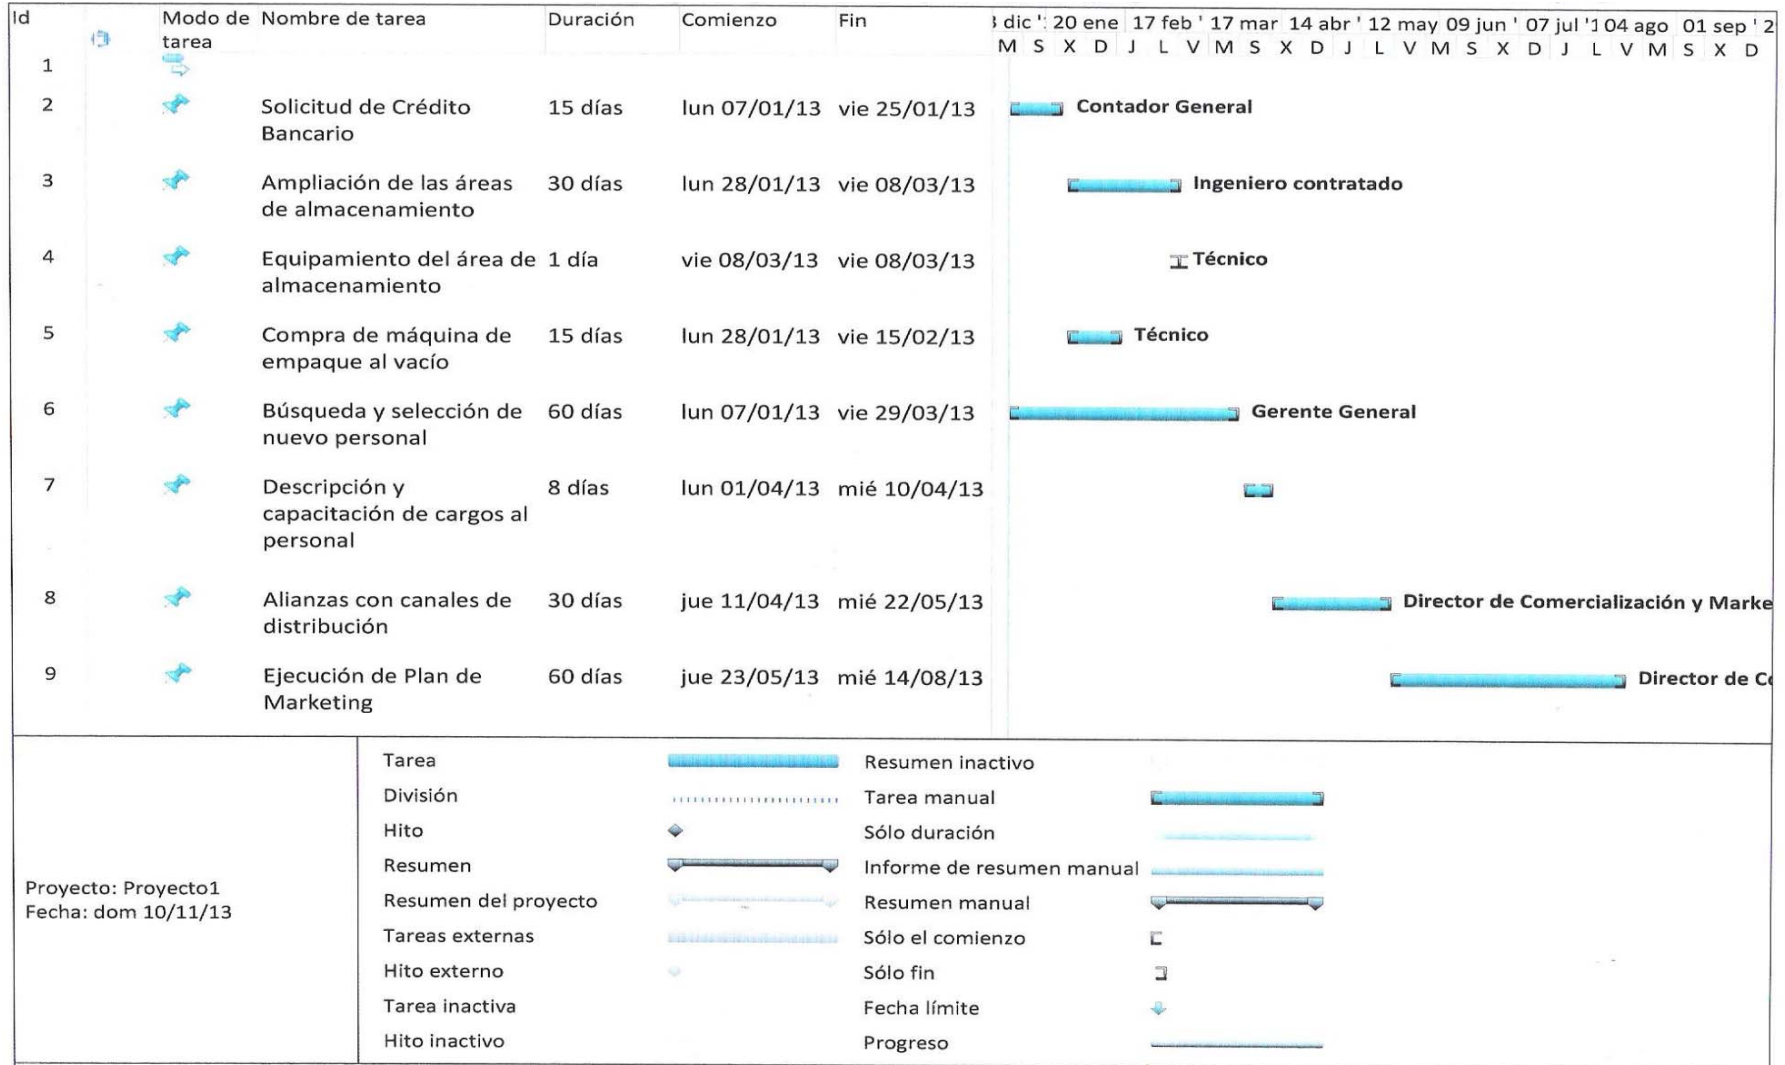 Id Modo de Nombre de tarea Duración Comienzo Fin dic '1 20 ene 17 feb ' 17 mar 14 abr ' 12 may 09 jun ' 07 jul '1 04 ago 01 sep ' 2
tarea M S X D J L V M S X D J L V M S X D J L V M S X D
1
2 Solicitud de Crédito 15 días lun 07/01/13 vie 25/01/13 Contador General
Bancario
3 Ampliación de las áreas 30 días lun 28/01/13 vie 08/03/13 Ingeniero contratado
de almacenamiento
4 Equipamiento del área de 1 día vie 08/03/13 vie 08/03/13 Técnico
almacenamiento
5 Compra de máquina de 15 días lun 28/01/13 vie 15/02/13 Técnico
empaque al vacío
6 Búsqueda y selección de 60 días lun 07/01/13 vie 29/03/13 Gerente General
nuevo personal
7 Descripción y 8 días lun 01/04/13 mié 10/04/13
capacitación de cargos al
personal
8 Alianzas con canales de 30 días jue 11/04/13 mié 22/05/13 Director de Comercialización y Marke
distribución
9 Ejecución de Plan de 60 días jue 23/05/13 mié 14/08/13 Director de Co
Marketing
Proyecto: Proyecto1
Fecha: dom 10/11/13
Tarea
División
Hito
Resumen
Resumen del proyecto
Tareas externas
Hito externo
Tarea inactiva
Hito inactivo
Resumen inactivo
Tarea manual
Sólo duración
Informe de resumen manual
Resumen manual
Sólo el comienzo
Sólo fin
Fecha límite
Progreso